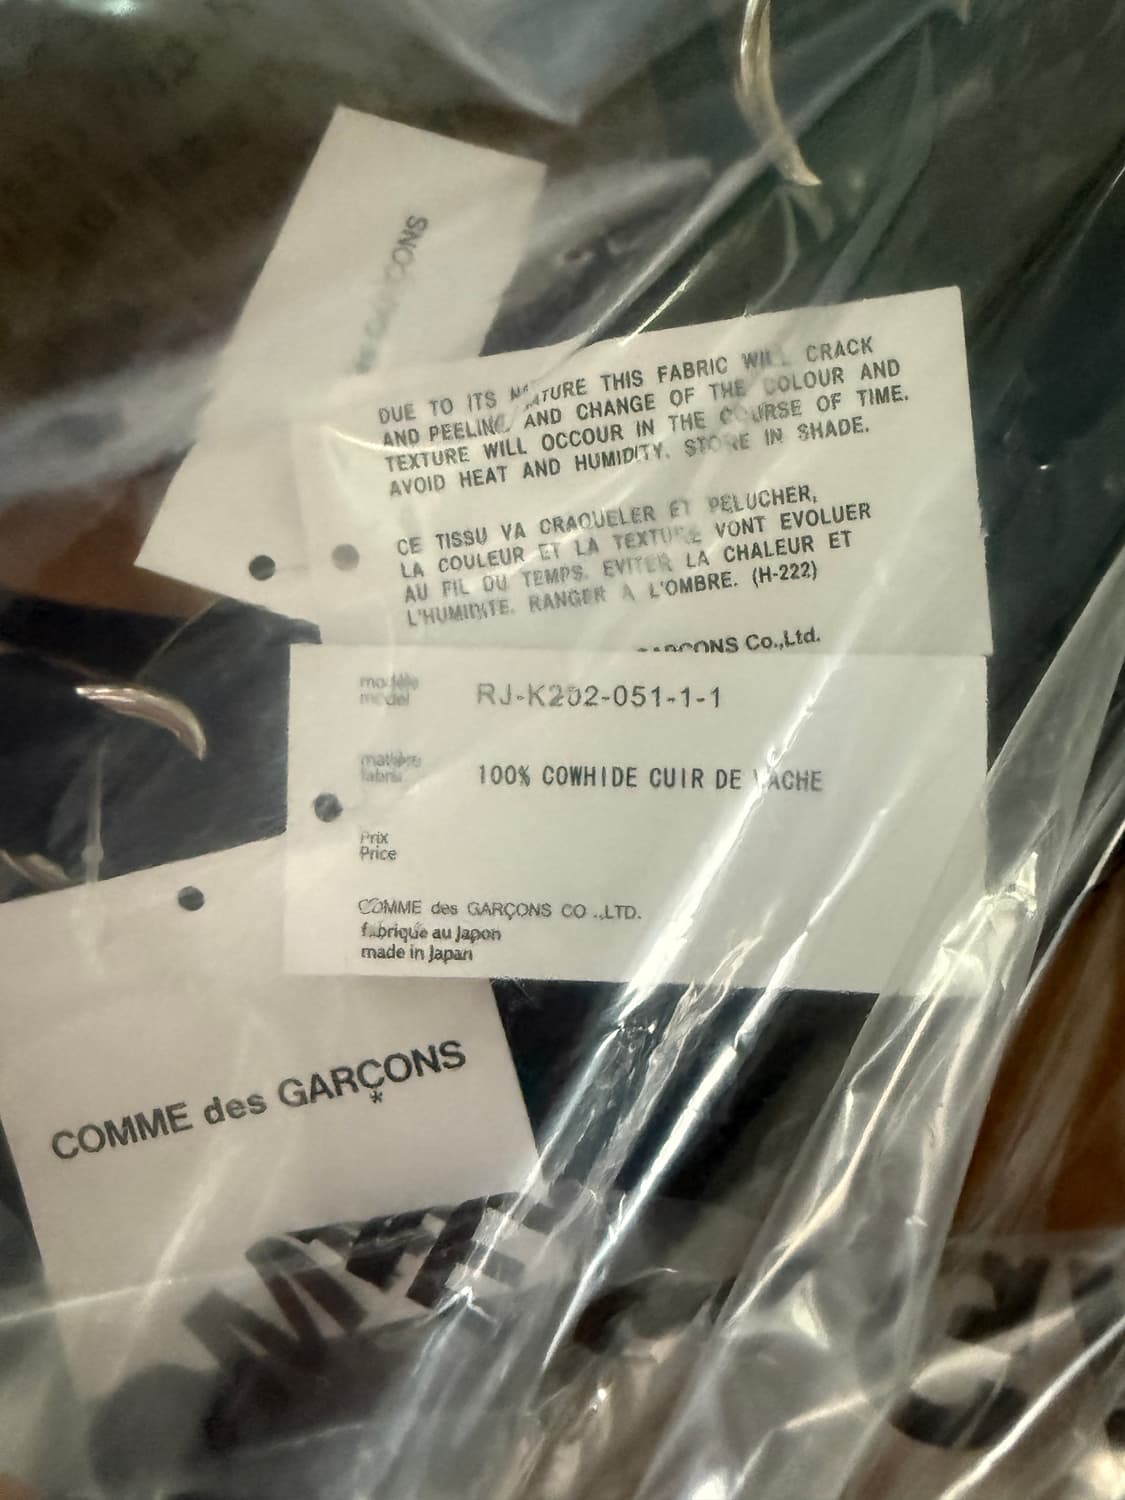 GARÇONS
DUE TO ITS NATURE THIS FABRIC WILL CRACK
AND PEELING AND CHANGE OF THE COLOUR AND
TEXTURE WILL OCCOUR IN THE COURSE OF TIME.
AVOID HEAT AND HUMIDITY. STORE IN SHADE.
CE TISSU VA CRAQUELER ET PELUCHER,
LA COULEUR ET LA TEXTURE VONT EVOLUER
AU FIL DU TEMPS. EVITER LA CHALEUR ET
L'HUMIDITE. RANGER A L'OMBRE. (H-222)
GARCONS Co.,Ltd.
modèle
model
RJ-K202-051-1-1
matière
fabric
100% COWHIDE CUIR DE VACHE
Prix
Price
COMME des GARÇONS CO.,LTD.
fabrique au Japon
made in Japan
COMME des GARÇONS
*